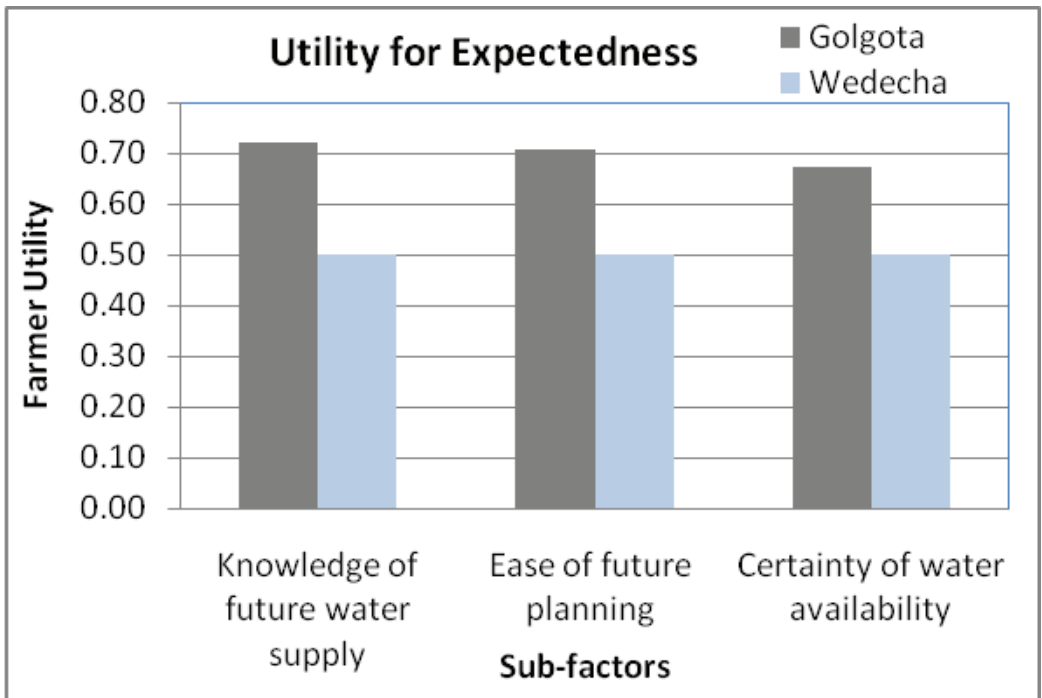 Utility for Expectedness
Golgota
Wedecha
Farmer Utility
0.80
0.70
0.60
0.50
0.40
0.30
0.20
0.10
0.00
Knowledge of
future water
supply
Ease of future
planning
Certainty of water
availability
Sub-factors